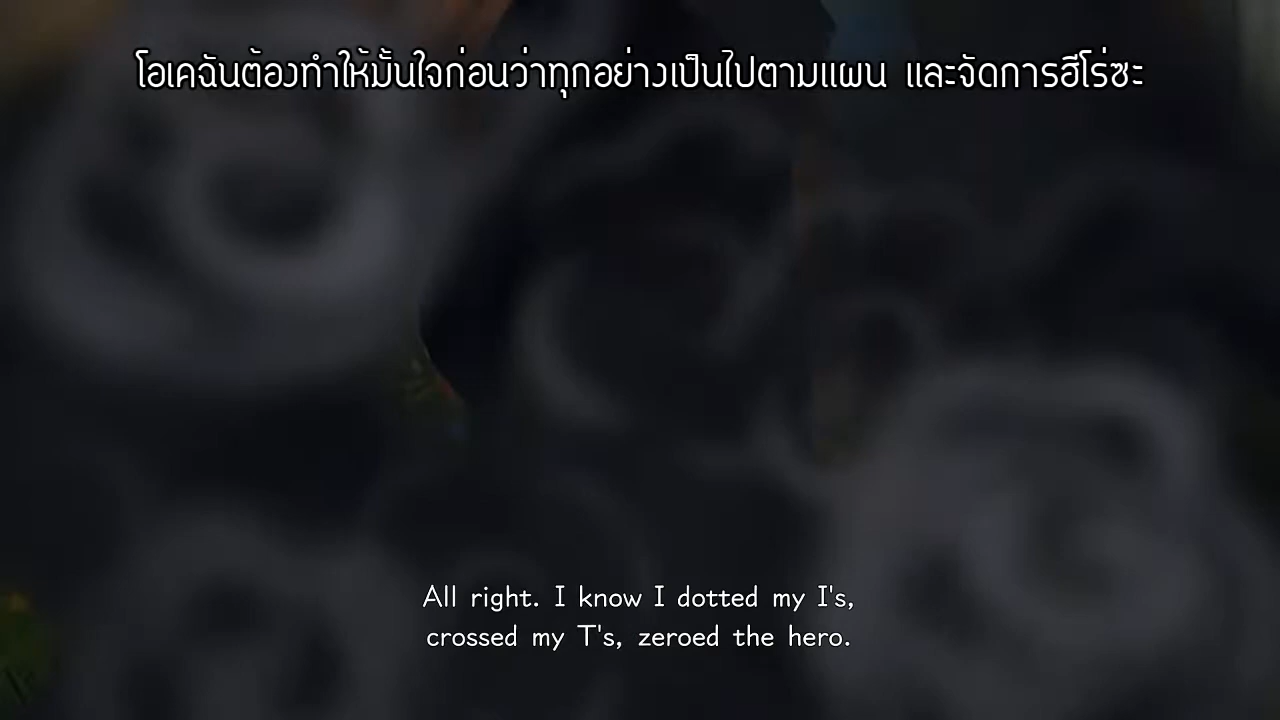 โอเคฉันต้องทำให้มั้นใจก่อนว่าทุกอย่างเป็นไปตามแผน และจัดการฮีโร่ซะ
All right. I know I dotted my I's,
crossed my T's, zeroed the hero.